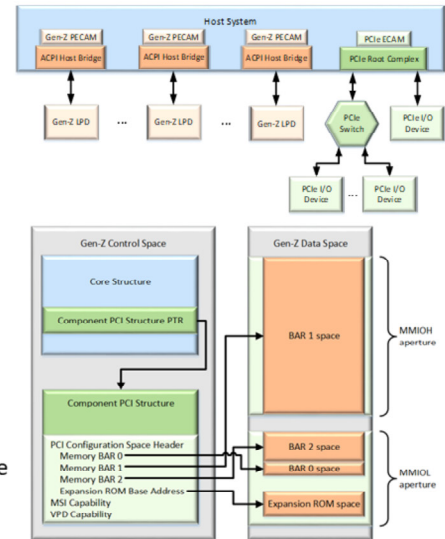 Host System
Gen-Z PECAM
ACPI Host Bridge
Gen-Z PECAM
ACPI Host Bridge
Gen-Z PECAM
ACPI Host Bridge
PCIe ECAM
PCIe Root Complex
Gen-Z LPD
...
Gen-Z LPD
...
Gen-Z LPD
PCIe
Switch
PCIe I/O
Device
PCIe I/O
Device
...
PCIe I/O
Device
Gen-Z Control Space
Core Structure
Component PCI Structure PTR
Component PCI Structure
PCI Configuration Space Header
Memory BAR 0
Memory BAR 1
Memory BAR 2
Expansion ROM Base Address
MSI Capability
VPD Capability
Gen-Z Data Space
BAR 1 space
BAR 2 space
BAR 0 space
Expansion ROM space
MMIOH
aperture
MMIOL
aperture
e